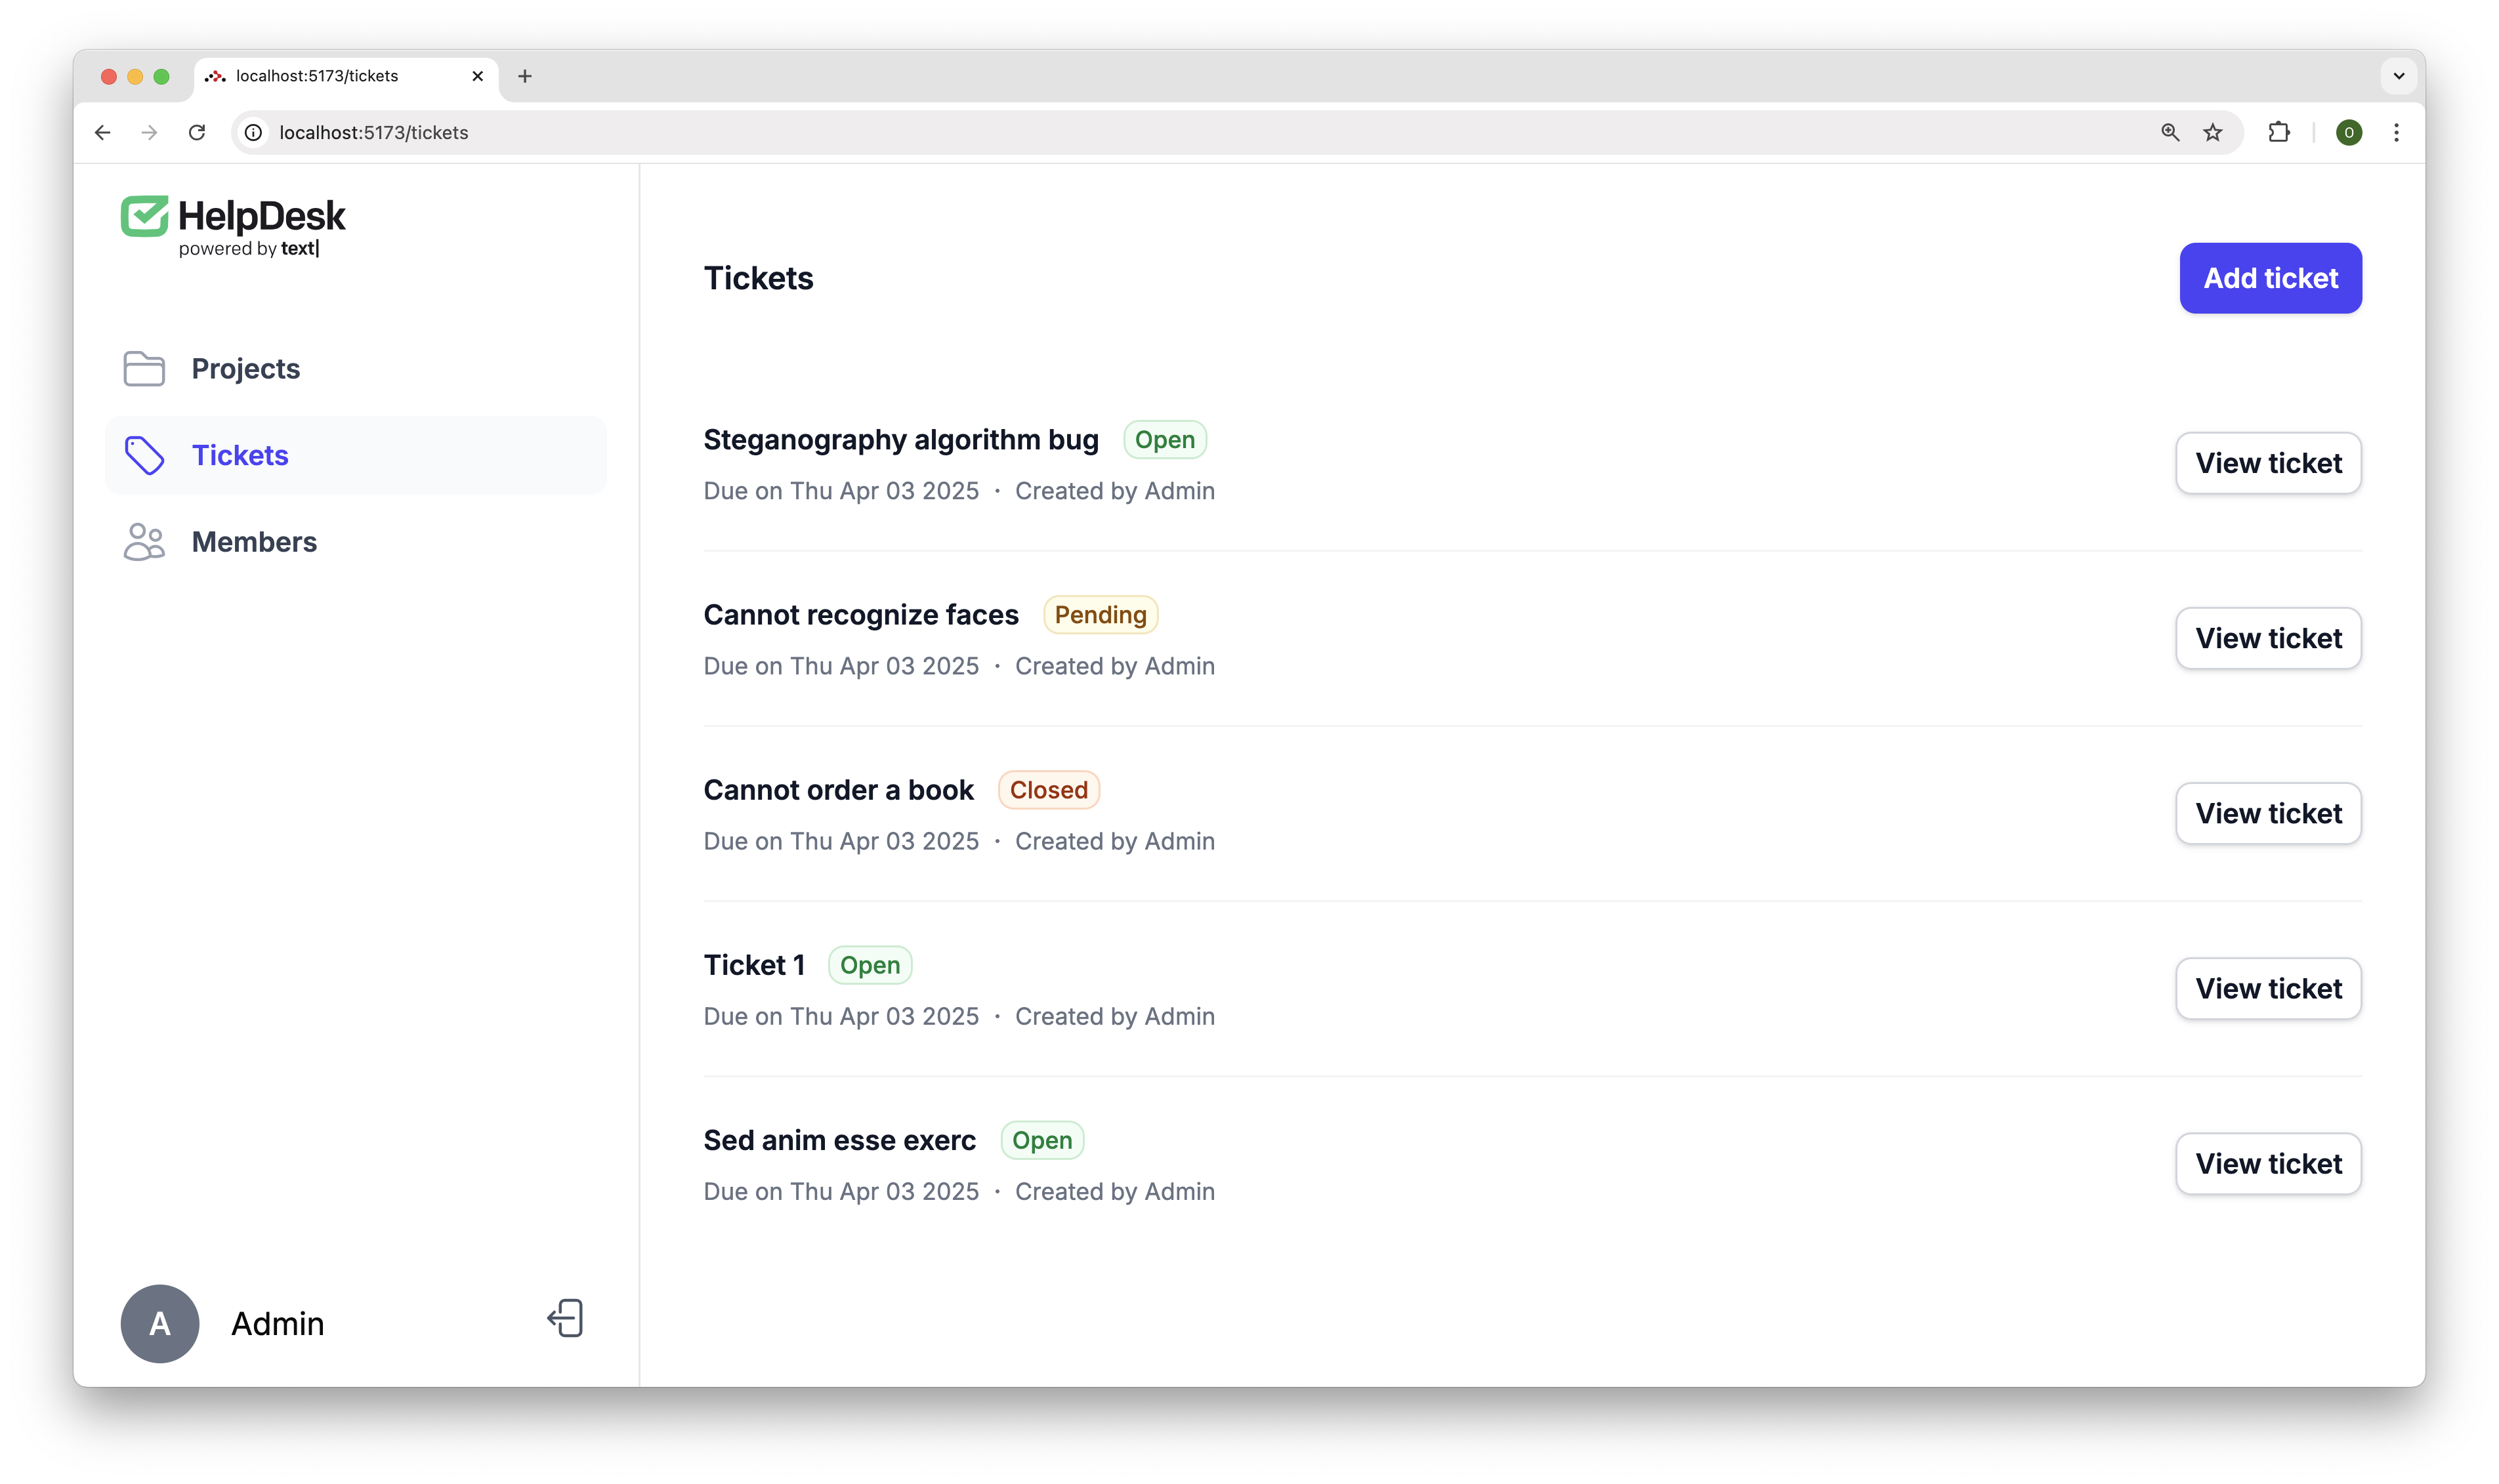 localhost:5173/tickets
localhost:5173/tickets
O
HelpDesk
powered by text|
Projects
Tickets
Members
A
Admin
Tickets
Add ticket
Steganography algorithm bug Open
Due on Thu Apr 03 2025 · Created by Admin
View ticket
Cannot recognize faces Pending
Due on Thu Apr 03 2025 · Created by Admin
View ticket
Cannot order a book Closed
Due on Thu Apr 03 2025 · Created by Admin
View ticket
Ticket 1 Open
Due on Thu Apr 03 2025 · Created by Admin
View ticket
Sed anim esse exerc Open
Due on Thu Apr 03 2025 · Created by Admin
View ticket